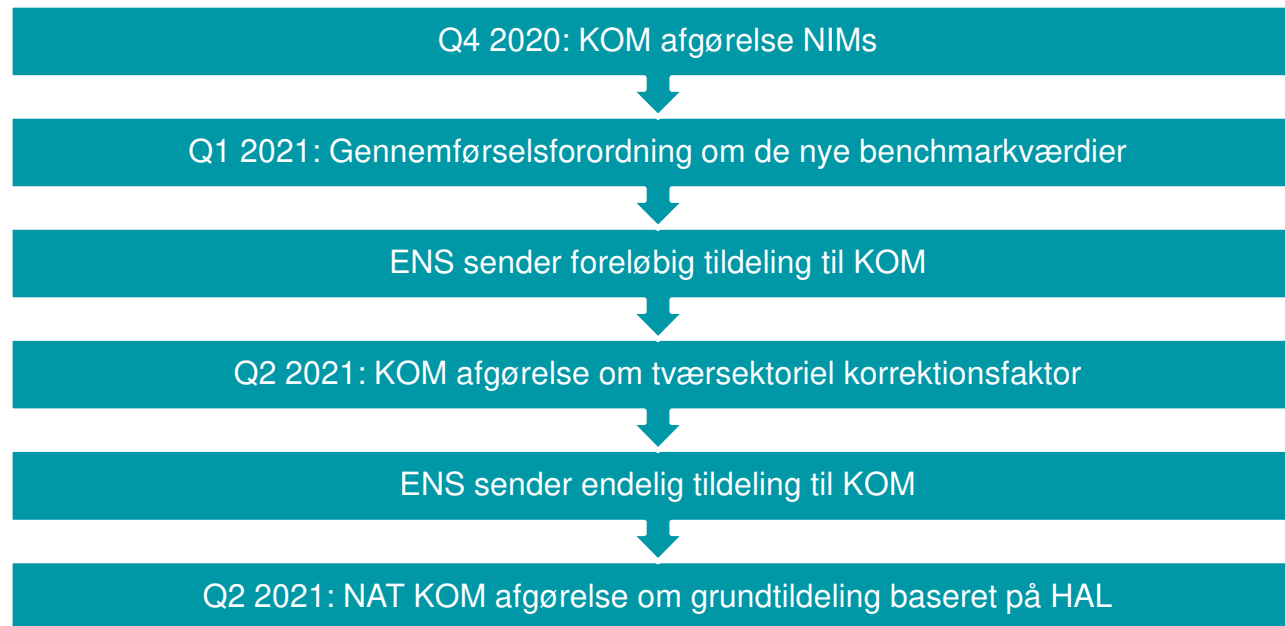 Q4 2020: KOM afgørelse NIMs
Q1 2021: Gennemførselsforordning om de nye benchmarkværdier
ENS sender foreløbig tildeling til KOM
Q2 2021: KOM afgørelse om tværsektoriel korrektionsfaktor
ENS sender endelig tildeling til KOM
Q2 2021: NAT KOM afgørelse om grundtildeling baseret på HAL